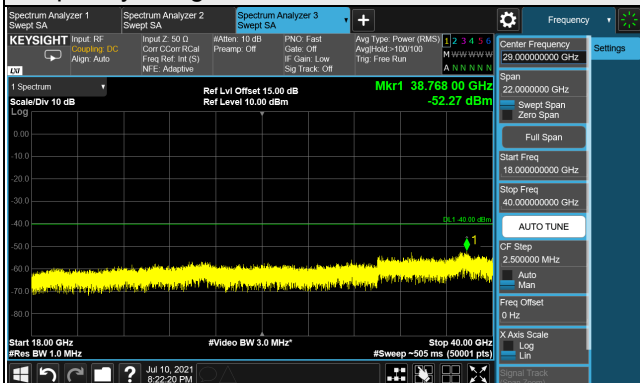 Spectrum Analyzer 1
Swept SA
Spectrum Analyzer 2
Swept SA
Spectrum Analyzer 3
Swept SA
Frequency
KEYSIGHT
Input: RF
Coupling: DC
Align: Auto
Input Z: 50 Ω
Corr CCorr RCal
Freq Ref: Int (S)
NFE: Adaptive
#Atten: 10 dB
Preamp: Off
PNO: Fast
Gate: Off
IF Gain: Low
Sig Track: Off
Avg Type: Power (RMS)
Avg|Hold:>100/100
Trig: Free Run
1 2 3 4 5 6
M W W W W W
A N N N N N
LXI
1 Spectrum
Scale/Div 10 dB
Log
Ref Lvl Offset 15.00 dB
Ref Level 10.00 dBm
Mkr1 38.768 00 GHz
-52.27 dBm
0.00
-10.0
-20.0
-30.0
-40.0
-50.0
-60.0
-70.0
-80.0
DL1 -40.00 dBm
1
Start 18.00 GHz
#Res BW 1.0 MHz
#Video BW 3.0 MHz*
Stop 40.00 GHz
#Sweep ~505 ms (50001 pts)
Center Frequency
29.000000000 GHz
Settings
Span
22.0000000 GHz
Swept Span
Zero Span
Full Span
Start Freq
18.000000000 GHz
Stop Freq
40.000000000 GHz
AUTO TUNE
CF Step
2.500000 MHz
Auto
Man
Freq Offset
0 Hz
X Axis Scale
Log
Lin
Signal Track
?
Jul 10, 2021
8:22:20 PM